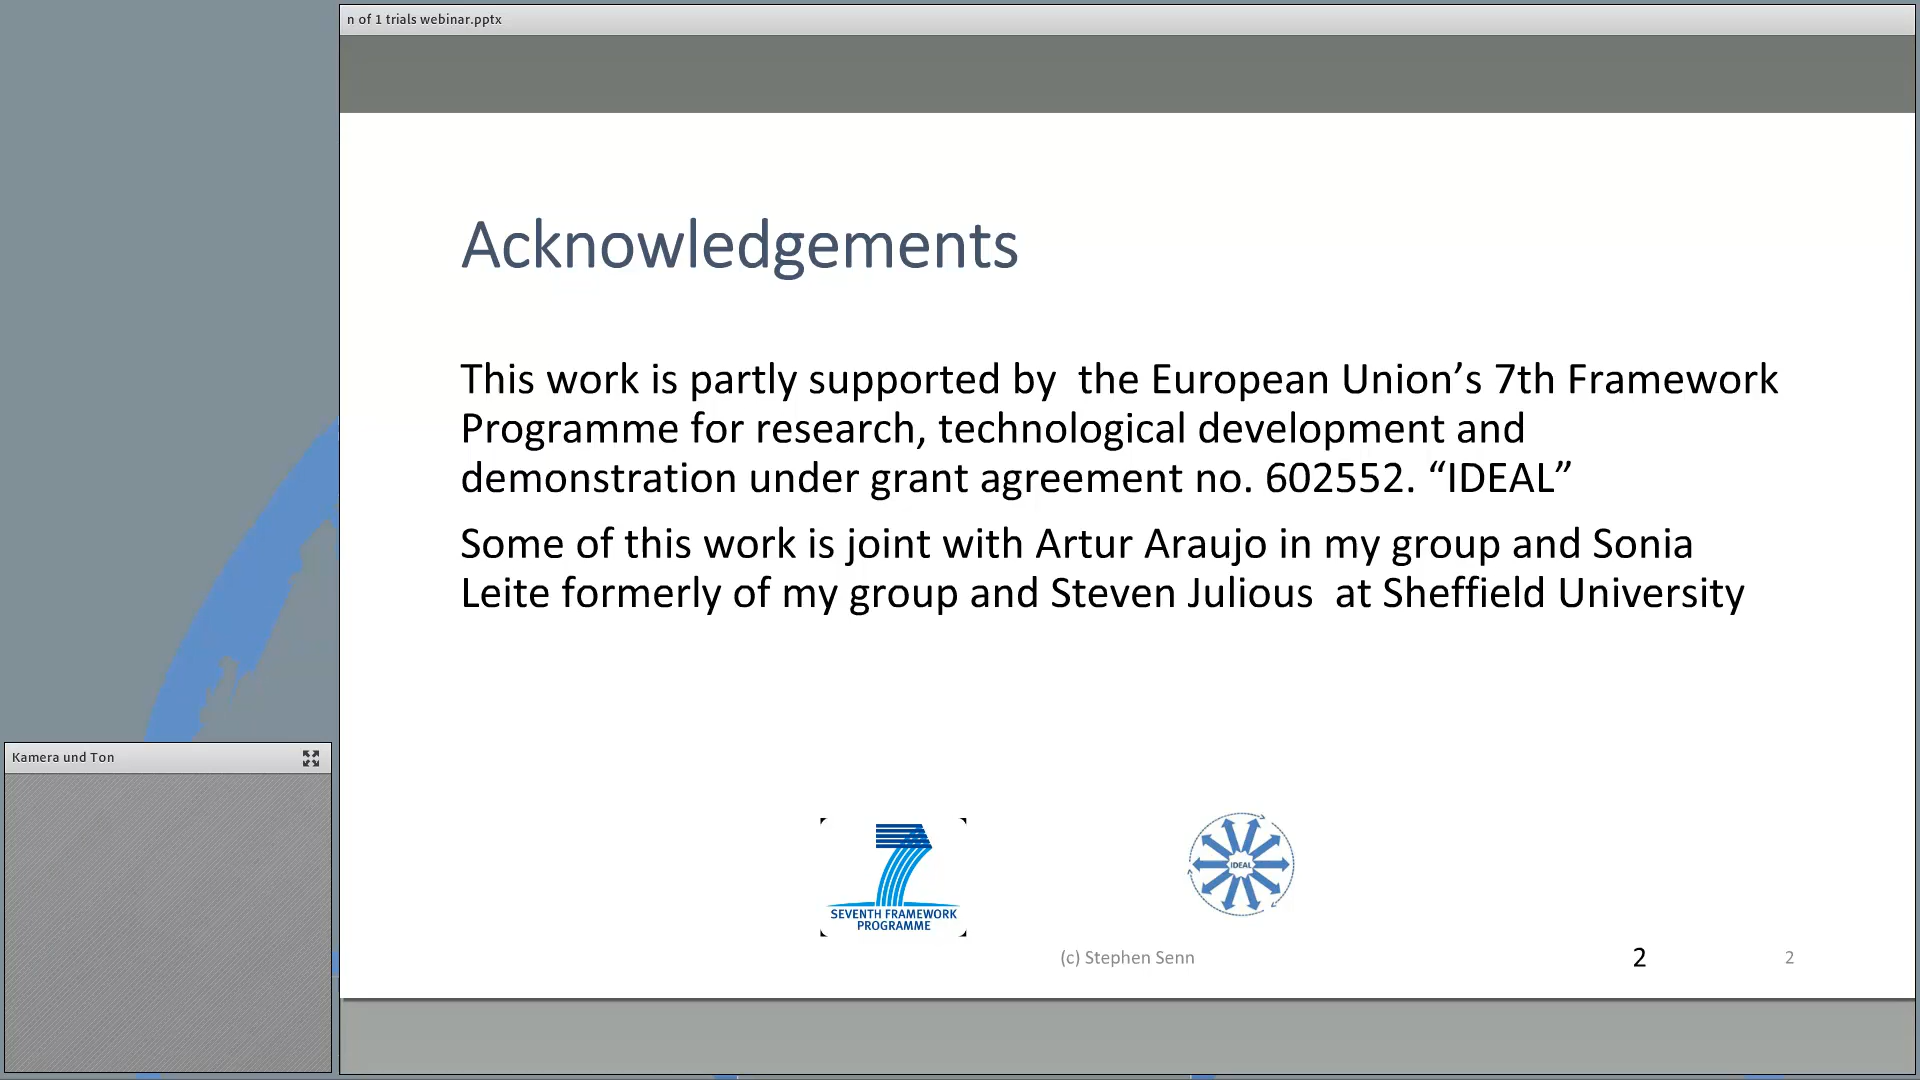 n of 1 trials webinar.pptx
Acknowledgements
This work is partly supported by  the European Union’s 7th Framework
Programme for research, technological development and
demonstration under grant agreement no. 602552. “IDEAL”
Some of this work is joint with Artur Araujo in my group and Sonia
Leite formerly of my group and Steven Julious  at Sheffield University
Kamera und Ton
IDEAL
SEVENTH FRAMEWORK
PROGRAMME
(c) Stephen Senn
2
2